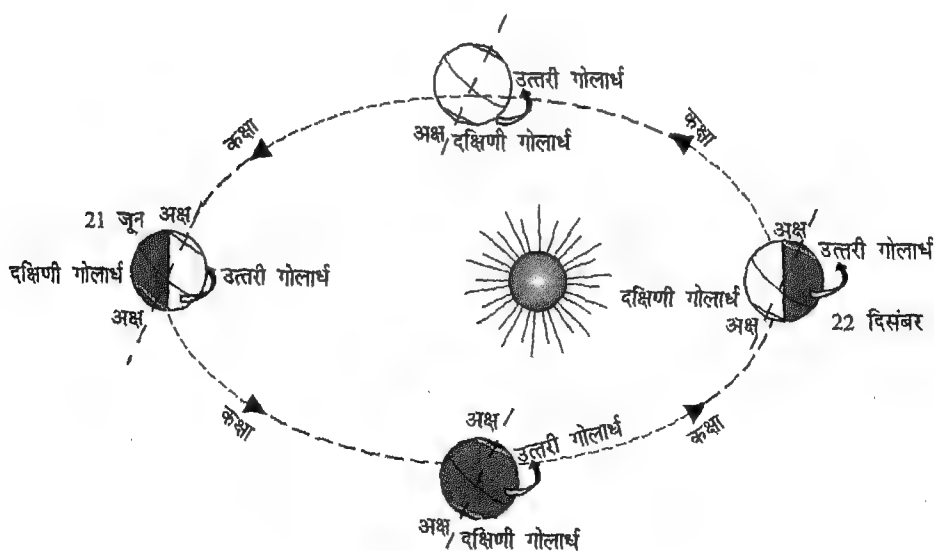 उत्तरी गोलार्ध
अक्ष
दक्षिणी गोलार्ध
कक्षा
कक्षा
21 जून
अक्ष
दक्षिणी गोलार्ध
उत्तरी गोलार्ध
अक्ष
अक्ष
उत्तरी गोलार्ध
दक्षिणी गोलार्ध
अक्ष
22 दिसंबर
कक्षा
कक्षा
अक्ष
उत्तरी गोलार्ध
अक्ष
दक्षिणी गोलार्ध